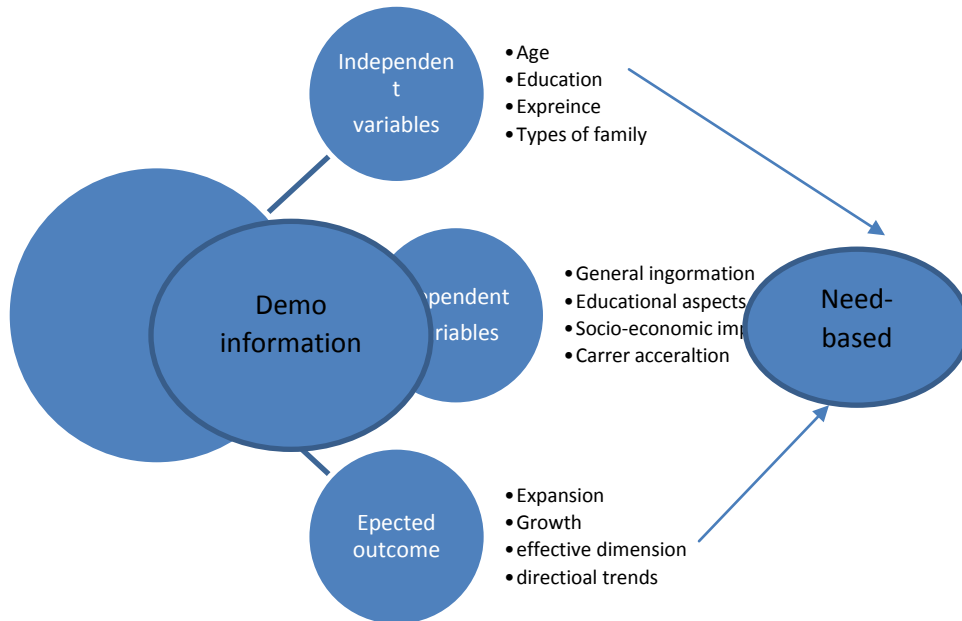 Independen
t
variables
• Age
• Education
• Expreince
• Types of family
Demo
information
pendent
riables
• General ingormation
• Educational aspects
• Socio-economic imp
• Carrer acceraltion
Need-
based
Epected
outcome
• Expansion
• Growth
• effective dimension
• directioal trends